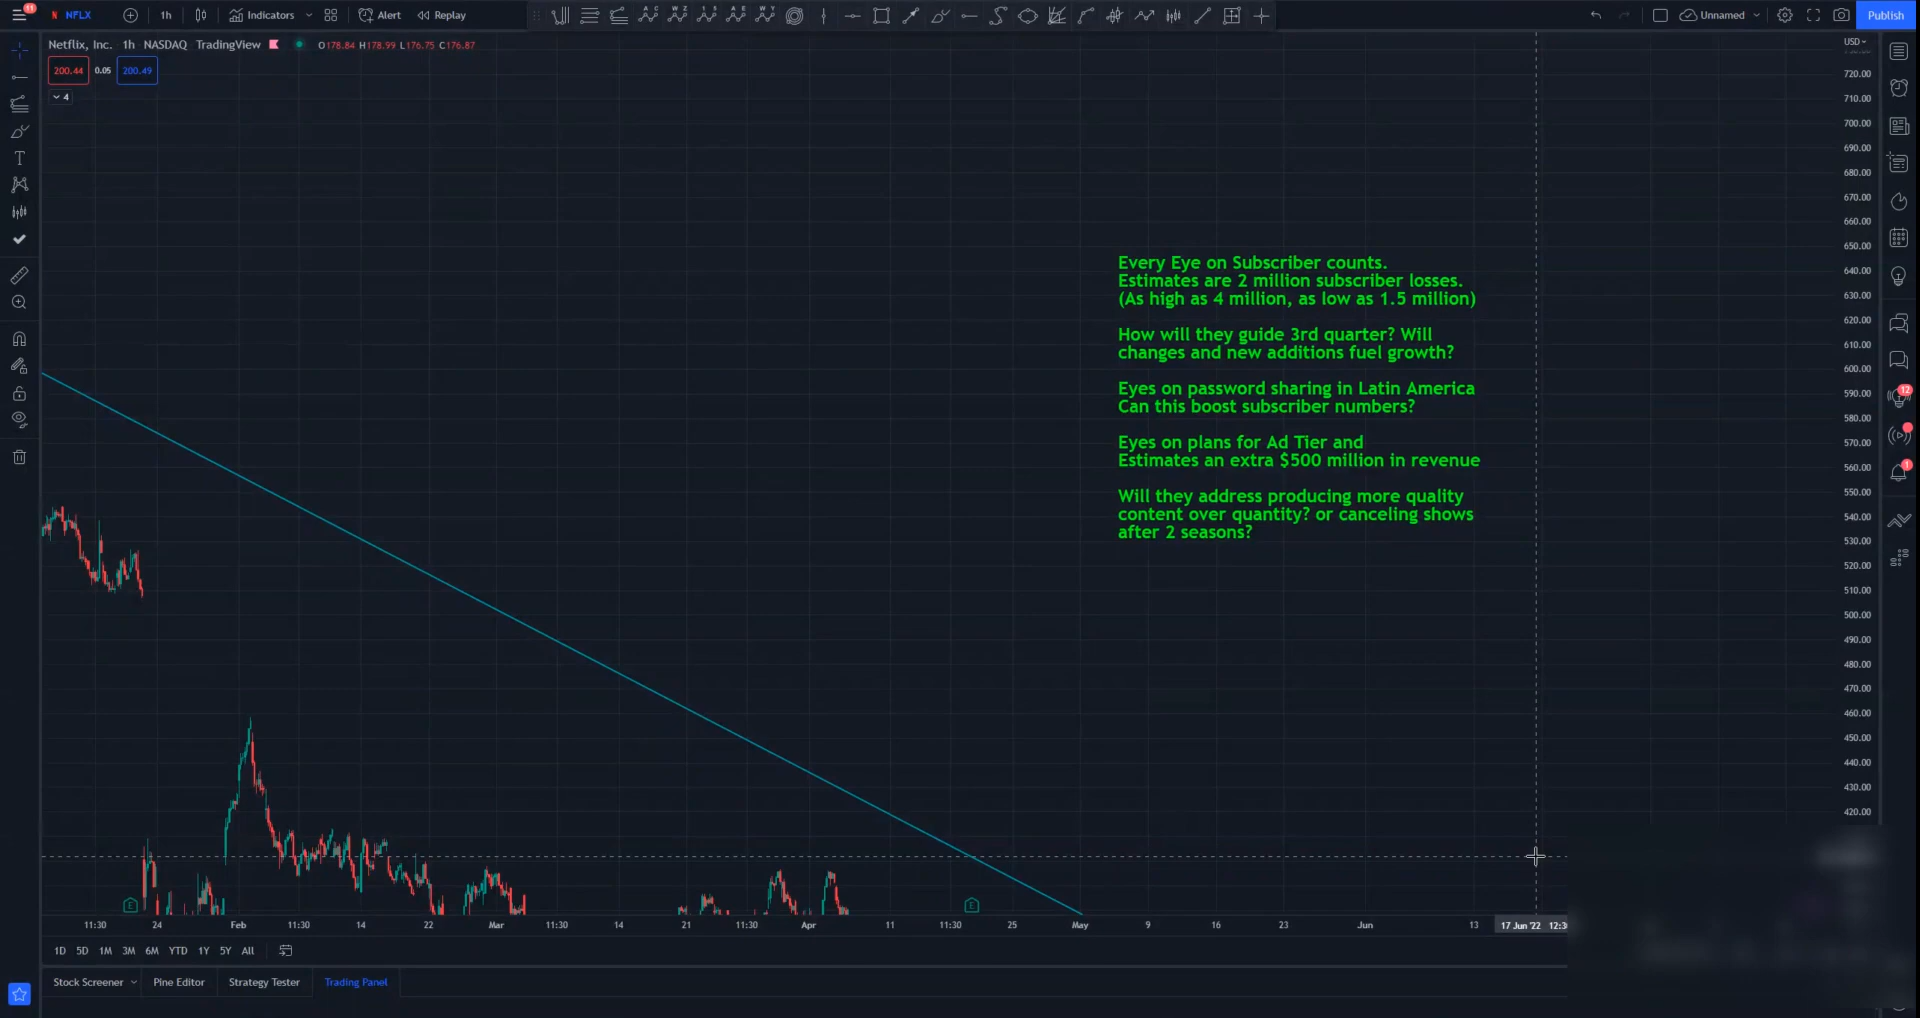 11
NFLX
1h
Indicators
Alert
Replay
Unnamed
Publish
Netflix, Inc. 1h NASDAQ TradingView
O178.84 H178.99 L176.75 C176.87
200.44
0.05
200.49
4
USD
720.00
710.00
700.00
690.00
680.00
670.00
660.00
650.00
640.00
630.00
620.00
610.00
600.00
590.00
580.00
570.00
560.00
550.00
540.00
530.00
520.00
510.00
500.00
490.00
480.00
470.00
460.00
450.00
440.00
430.00
420.00
12
1
Every Eye on Subscriber counts.
Estimates are 2 million subscriber losses.
(As high as 4 million, as low as 1.5 million)
How will they guide 3rd quarter? Will
changes and new additions fuel growth?
Eyes on password sharing in Latin America
Can this boost subscriber numbers?
Eyes on plans for Ad Tier and
Estimates an extra $500 million in revenue
Will they address producing more quality
content over quantity? or canceling shows
after 2 seasons?
E
E
11:30 24 Feb 11:30 14 22 Mar 11:30 14 21 11:30 Apr 11 11:30 25 May 9 16 23 Jun 13 17 Jun '22
1D 5D 1M 3M 6M YTD 1Y 5Y All
Stock Screener Pine Editor Strategy Tester Trading Panel